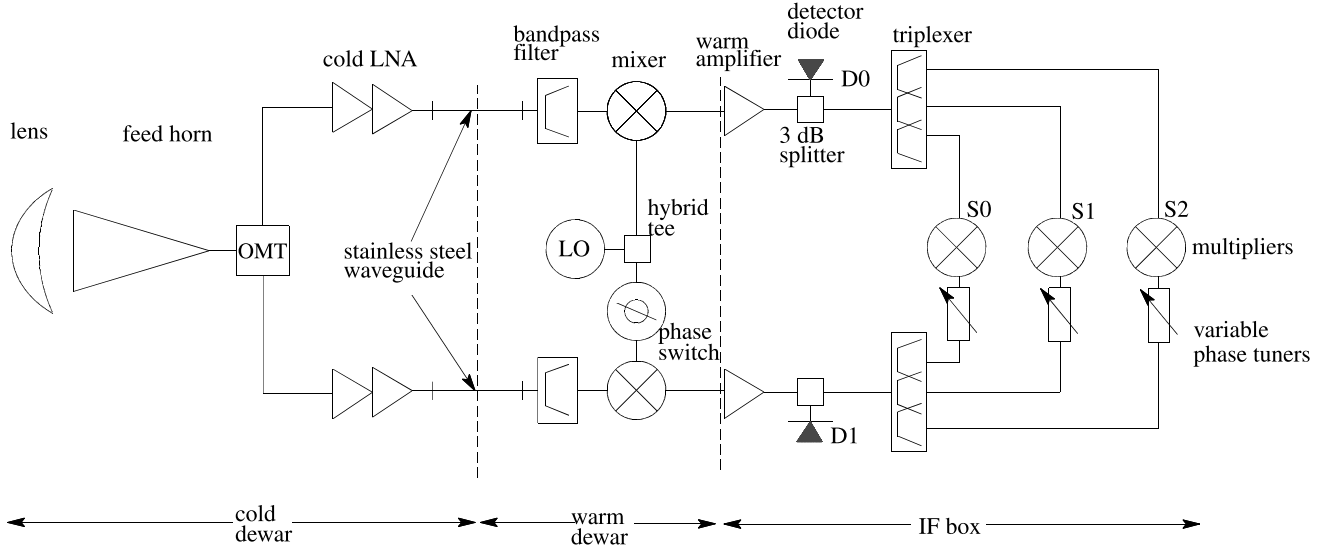 detector
diode
bandpass
filter
warm
amplifier
triplexer
cold LNA
mixer
D0
lens
feed horn
3 dB
splitter
hybrid
tee
S0
S1
S2
OMT
stainless steel
waveguide
LO
multipliers
phase
switch
variable
phase tuners
D1
cold
dewar
warm
dewar
IF box